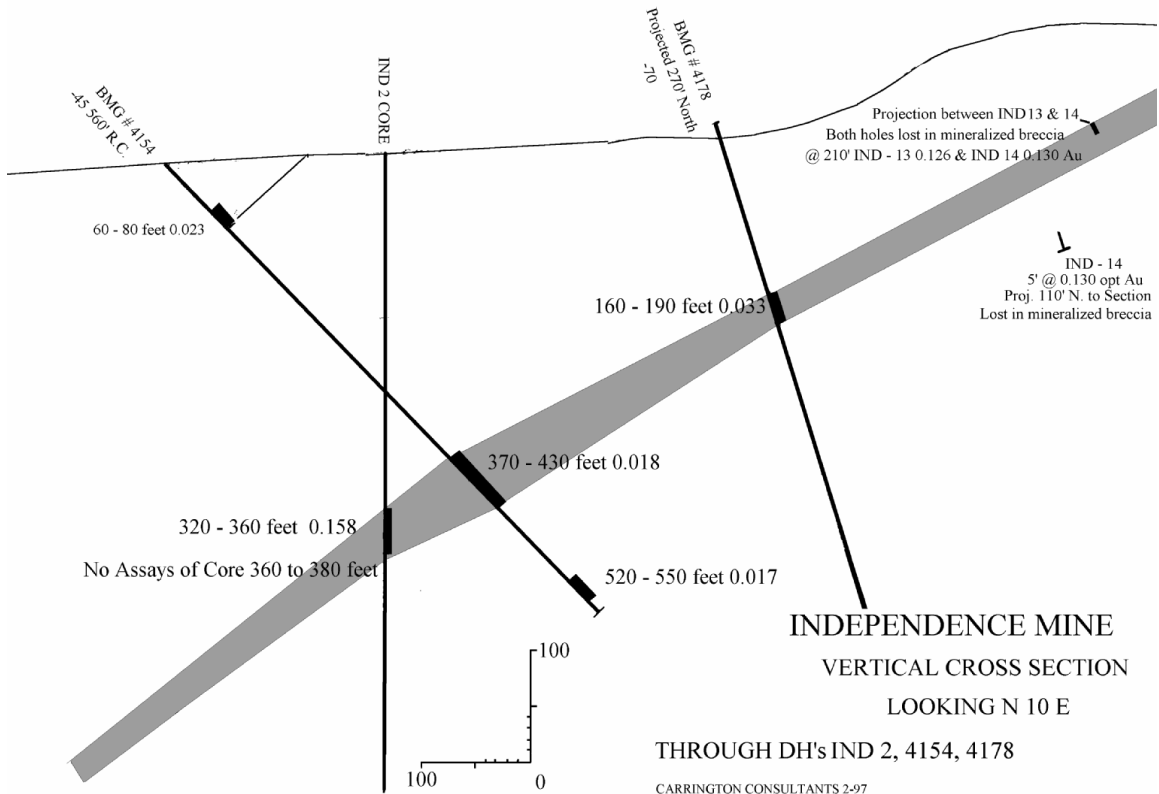 BMG # 4154
-45 560' R.C.
IND 2 CORE
BMG # 4178
Projected 270' North
-70
Projection between IND 13 & 14
Both holes lost in mineralized breccia
@ 210' IND - 13 0.126 & IND 14 0.130 Au
60 - 80 feet 0.023
IND - 14
5' @ 0.130 opt Au
Proj. 110' N. to Section
Lost in mineralized breccia
160 - 190 feet 0.033
370 - 430 feet 0.018
320 - 360 feet 0.158
No Assays of Core 360 to 380 feet
520 - 550 feet 0.017
100
100
0
INDEPENDENCE MINE
VERTICAL CROSS SECTION
LOOKING N 10 E
THROUGH DH's IND 2, 4154, 4178
CARRINGTON CONSULTANTS 2-97